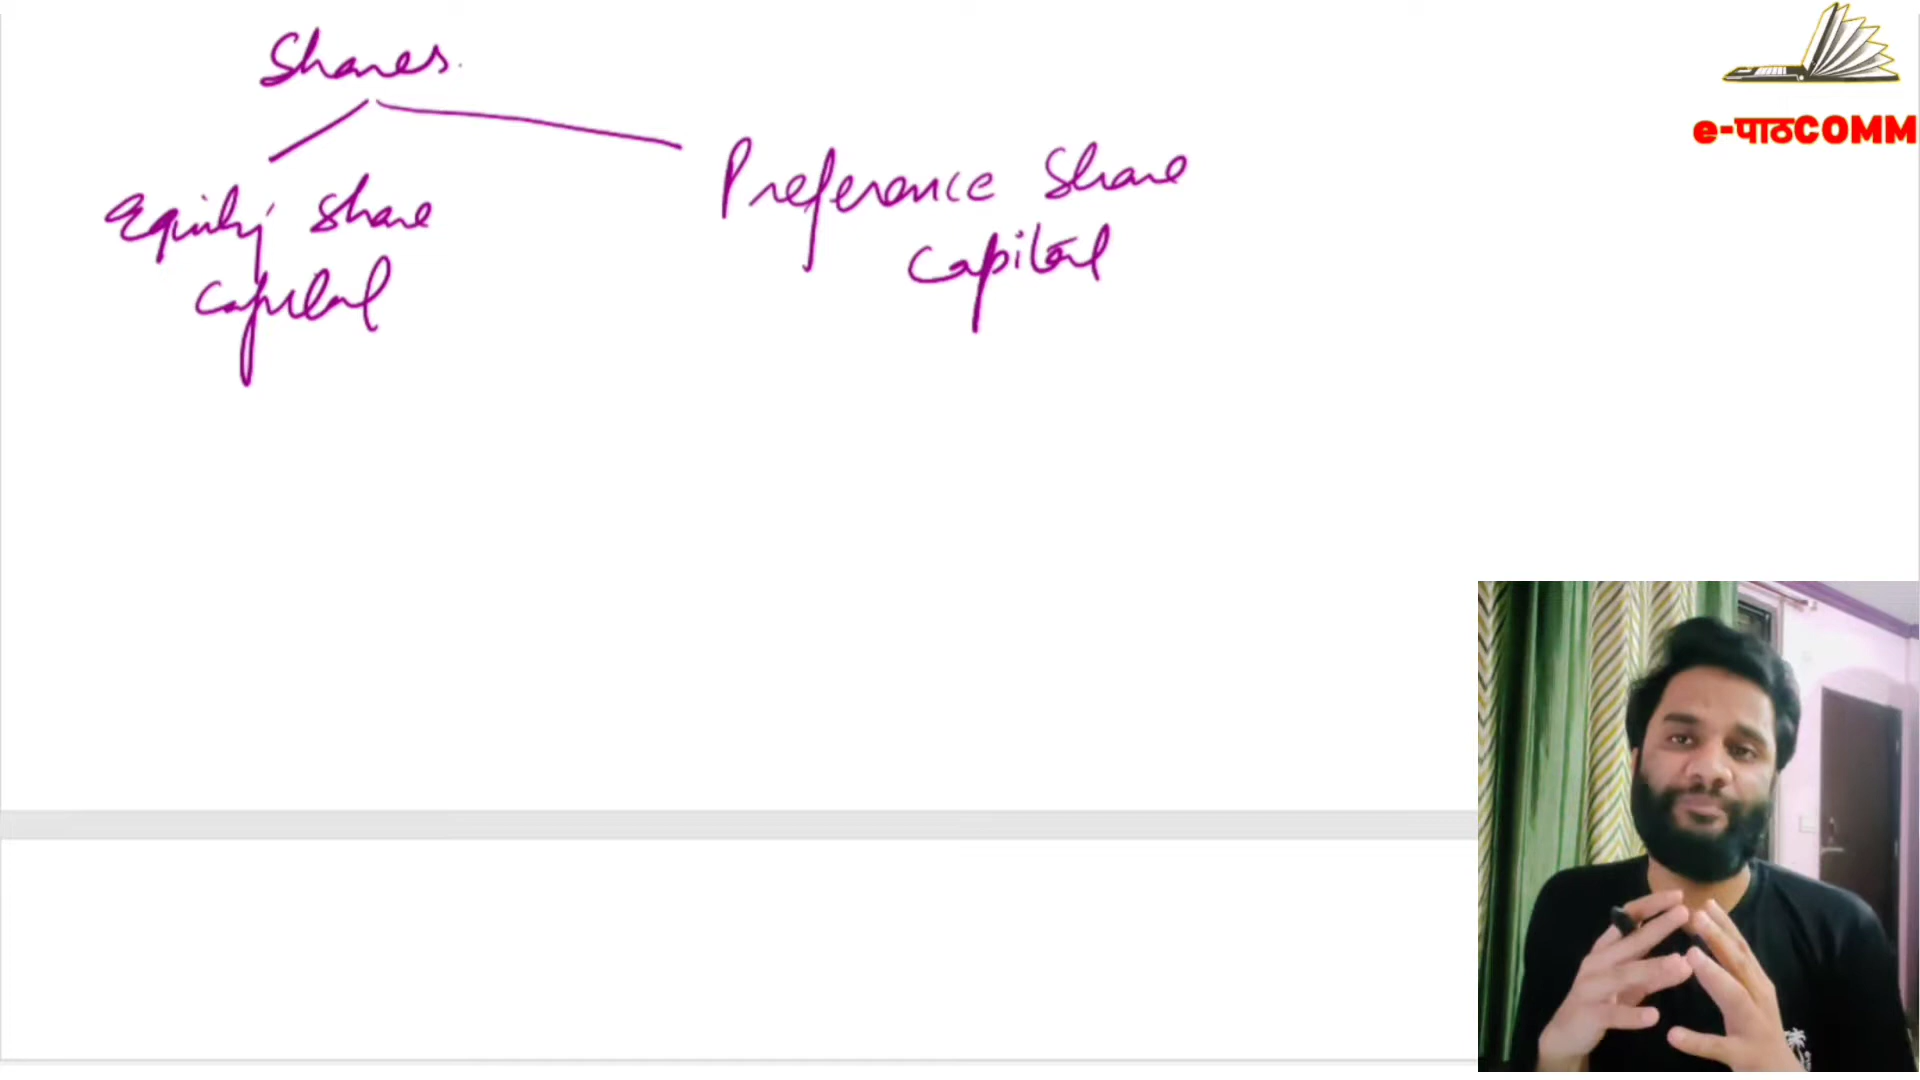 Shares.
Equity share
capital
Preference Share
capital
e-पाठCOMM